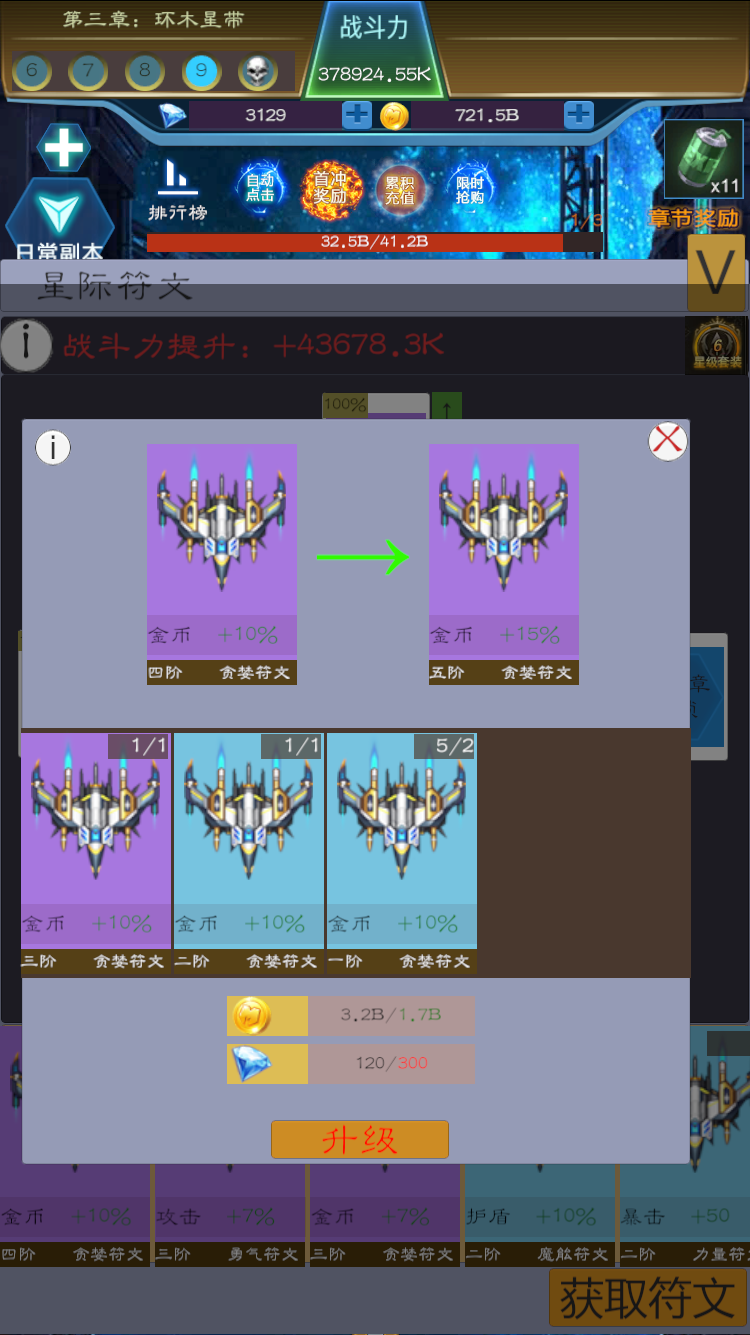 第三章：环木星带
战斗力
6 7 8 9
378924.55K
3129
721.5B
x11
排行榜
自动点击
首冲奖励
累积充值
限时抢购
1/3
章节奖励
日常副本
32.5B/41.2B
星际符文
V
i
战斗力提升：+43678.3K
6
星级套装
100%
↑
i
金币 +10%
金币 +15%
四阶 贪婪符文
五阶 贪婪符文
1/1
1/1
5/2
金币 +10%
金币 +10%
金币 +10%
三阶 贪婪符文
二阶 贪婪符文
一阶 贪婪符文
章
3.2B/1.7B
120/300
升级
金币 +10%
攻击 +7%
金币 +7%
护盾 +10%
暴击 +50
四阶 贪婪符文
三阶 勇气符文
三阶 贪婪符文
二阶 魔能符文
二阶 力量符
获取符文